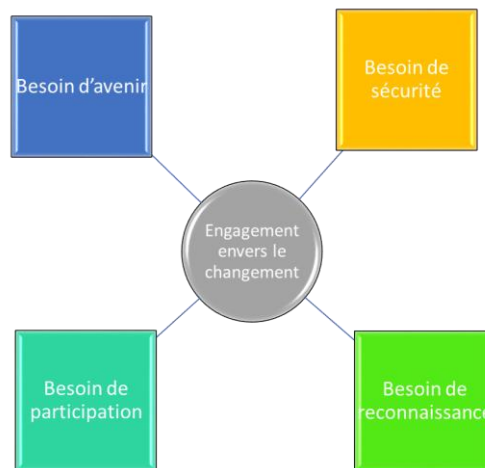 Besoin d’avenir
Besoin de
sécurité
Engagement
envers le
changement
Besoin de
participation
Besoin de
reconnaissance